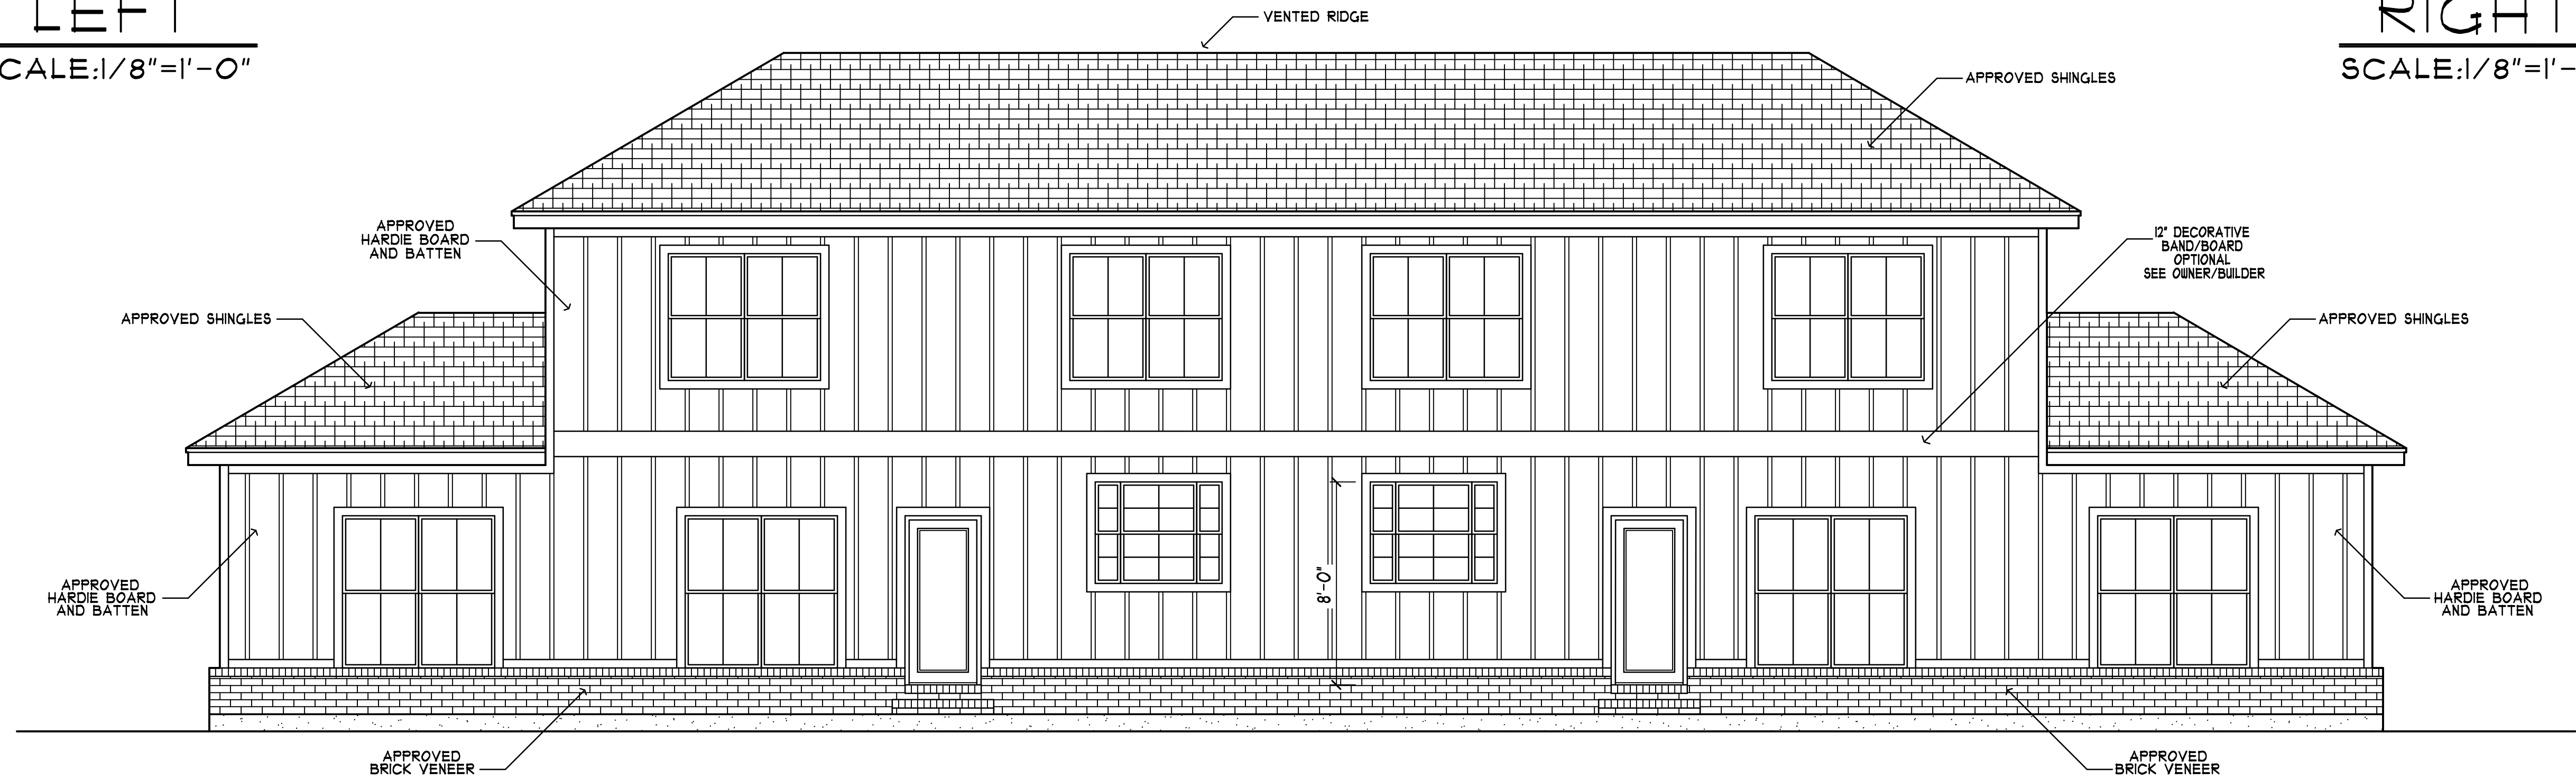 LEFT
CALE:1/8"=1'-0"
RIGHT
SCALE:1/8"=1'-
VENTED RIDGE
APPROVED SHINGLES
APPROVED
HARDIE BOARD
AND BATTEN
12" DECORATIVE
BAND/BOARD
OPTIONAL
SEE OWNER/BUILDER
APPROVED SHINGLES
APPROVED SHINGLES
8'-0"
APPROVED
HARDIE BOARD
AND BATTEN
APPROVED
HARDIE BOARD
AND BATTEN
APPROVED
BRICK VENEER
APPROVED
BRICK VENEER